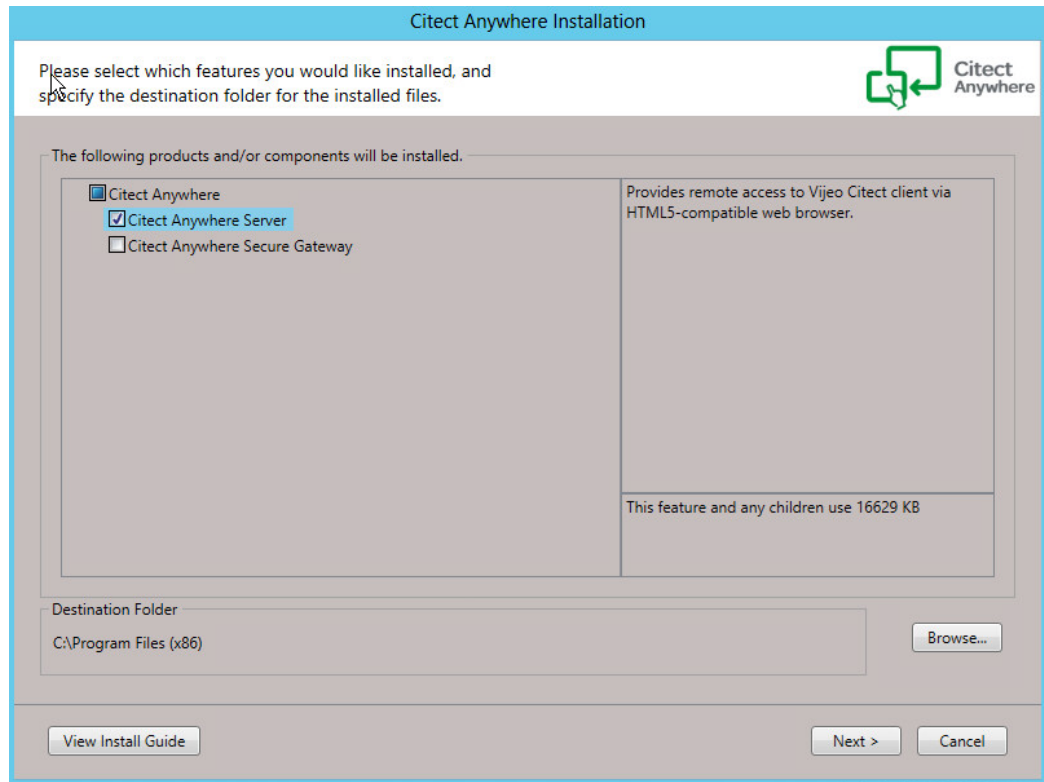 Citect Anywhere Installation
Please select which features you would like installed, and
specify the destination folder for the installed files.
Citect
Anywhere
The following products and/or components will be installed.
Citect Anywhere
Citect Anywhere Server
Citect Anywhere Secure Gateway
Provides remote access to Vijeo Citect client via
HTML5-compatible web browser.
This feature and any children use 16629 KB
Destination Folder
C:\Program Files (x86)
Browse...
View Install Guide
Next >
Cancel